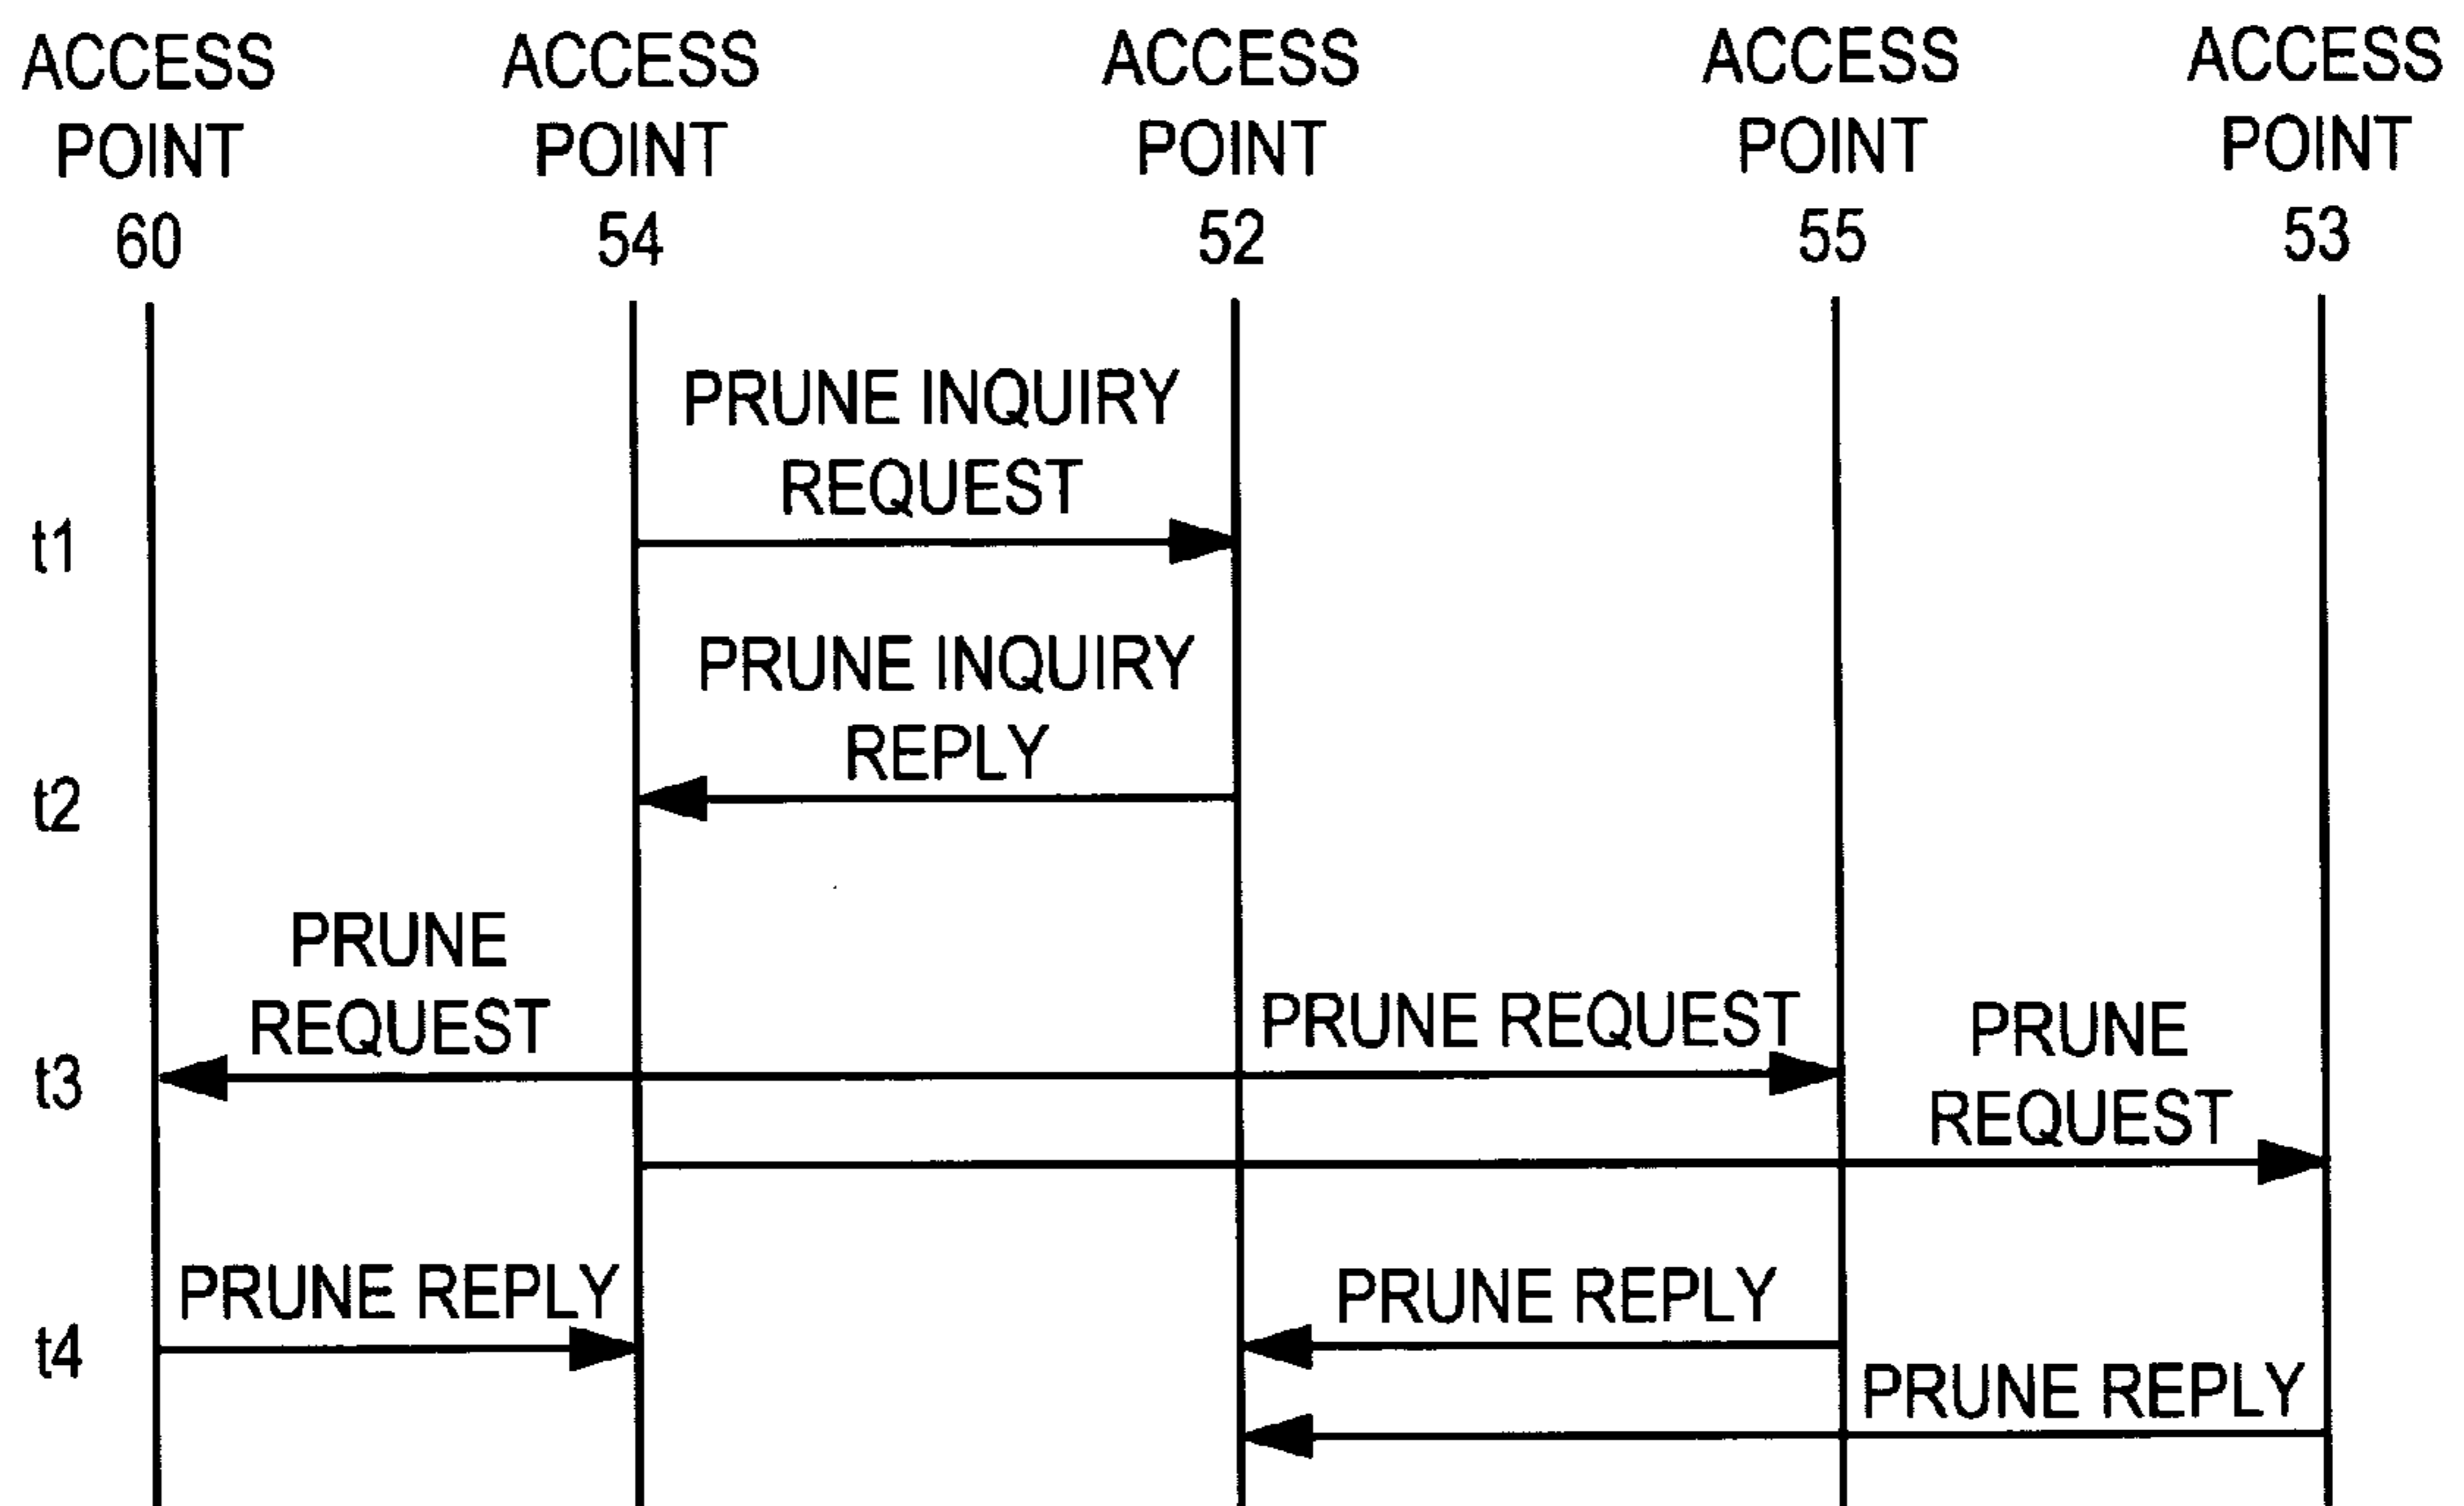 ACCESS
POINT
60
ACCESS
POINT
54
ACCESS
POINT
52
ACCESS
POINT
55
ACCESS
POINT
53
PRUNE INQUIRY
REQUEST
t1
PRUNE INQUIRY
REPLY
t2
PRUNE
REQUEST
PRUNE REQUEST
PRUNE
REQUEST
t3
PRUNE REPLY
PRUNE REPLY
t4
PRUNE REPLY